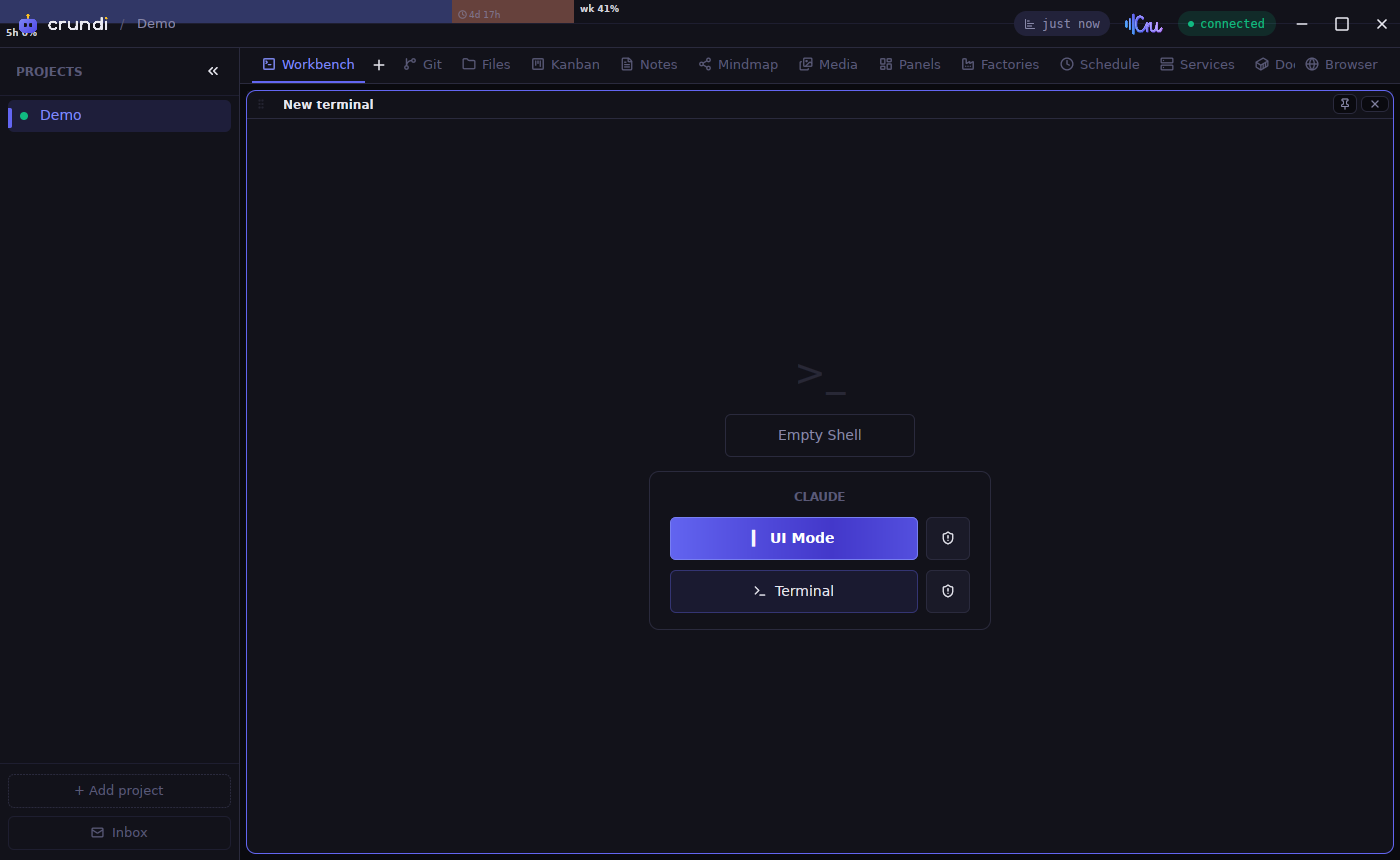 4d 17h
wk 41%
5h 0%
crundi / Demo
just now
Cru
connected
PROJECTS
Workbench
Git
Files
Kanban
Notes
Mindmap
Media
Panels
Factories
Schedule
Services
Browser
Demo
New terminal
>_
Empty Shell
CLAUDE
UI Mode
Terminal
+ Add project
Inbox